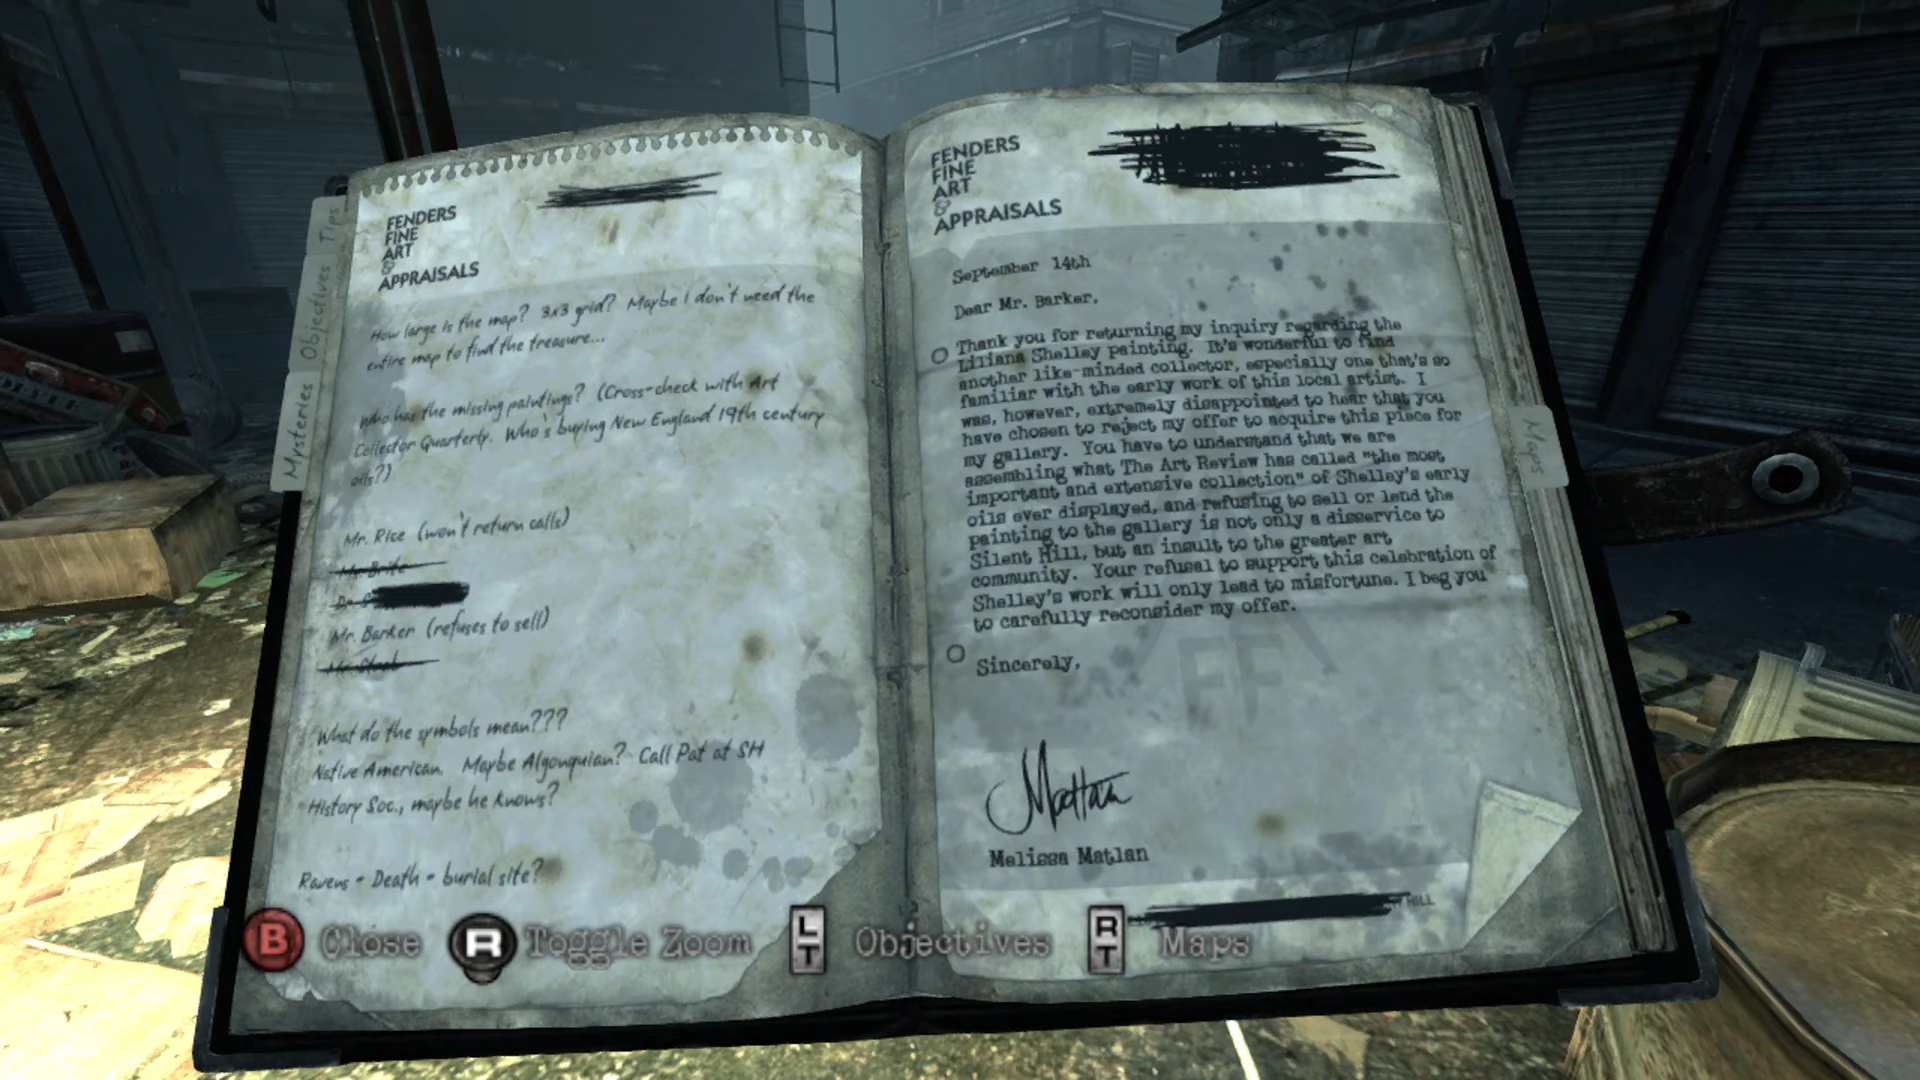 FENDERS
FINE
ART
&
APPRAISALS
How large is the map? 3x3 grid? Maybe I don't need the
entire map to find the treasure...
Who has the missing paintings? (Cross-check with Art
Collector Quarterly. Who's buying New England 19th century
oils?)
Mr. Rice (won't return calls)
Mr. Barker (refuses to sell)
What do the symbols mean???
Native American. Maybe Algonquian? Call Pat at SH
History Soc., maybe he knows?
Ravens - Death - burial site?
FENDERS
FINE
ART
&
APPRAISALS
September 14th
Dear Mr. Barker,
Thank you for returning my inquiry regarding the
Liliana Shelley painting. It's wonderful to find
another like-minded collector, especially one that's so
familiar with the early work of this local artist. I
was, however, extremely disappointed to hear that you
have chosen to reject my offer to acquire this piece for
my gallery. You have to understand that we are
assembling what The Art Review has called "the most
important and extensive collection" of Shelley's early
oils ever displayed, and refusing to sell or lend the
painting to the gallery is not only a disservice to
Silent Hill, but an insult to the greater art
community. Your refusal to support this celebration of
Shelley's work will only lead to misfortune. I beg you
to carefully reconsider my offer.
Sincerely,
Matlan
Melissa Matlan
FF
HILL
Tips
Objectives
Mysteries
Maps
B Close
R Toggle Zoom
LT Objectives
RT Maps